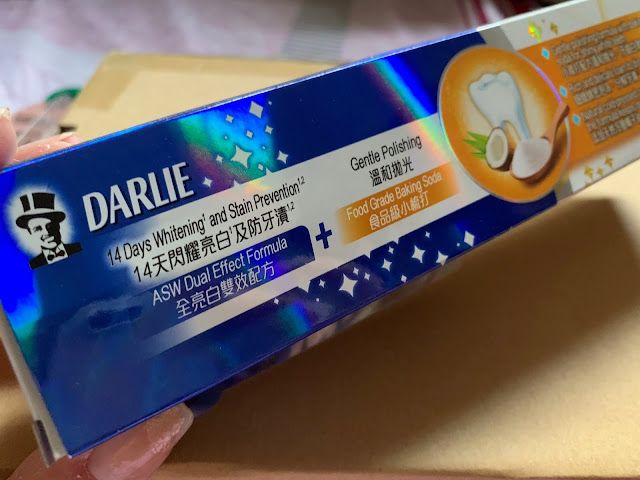 DARLIE
14 Days Whitening¹ and Stain Prevention¹,²
14天閃耀亮白¹及防牙漬¹,²
ASW Dual Effect Formula
全亮白雙效配方
+
Gentle Polishing
溫和拋光
Food Grade Baking Soda
食品級小蘇打